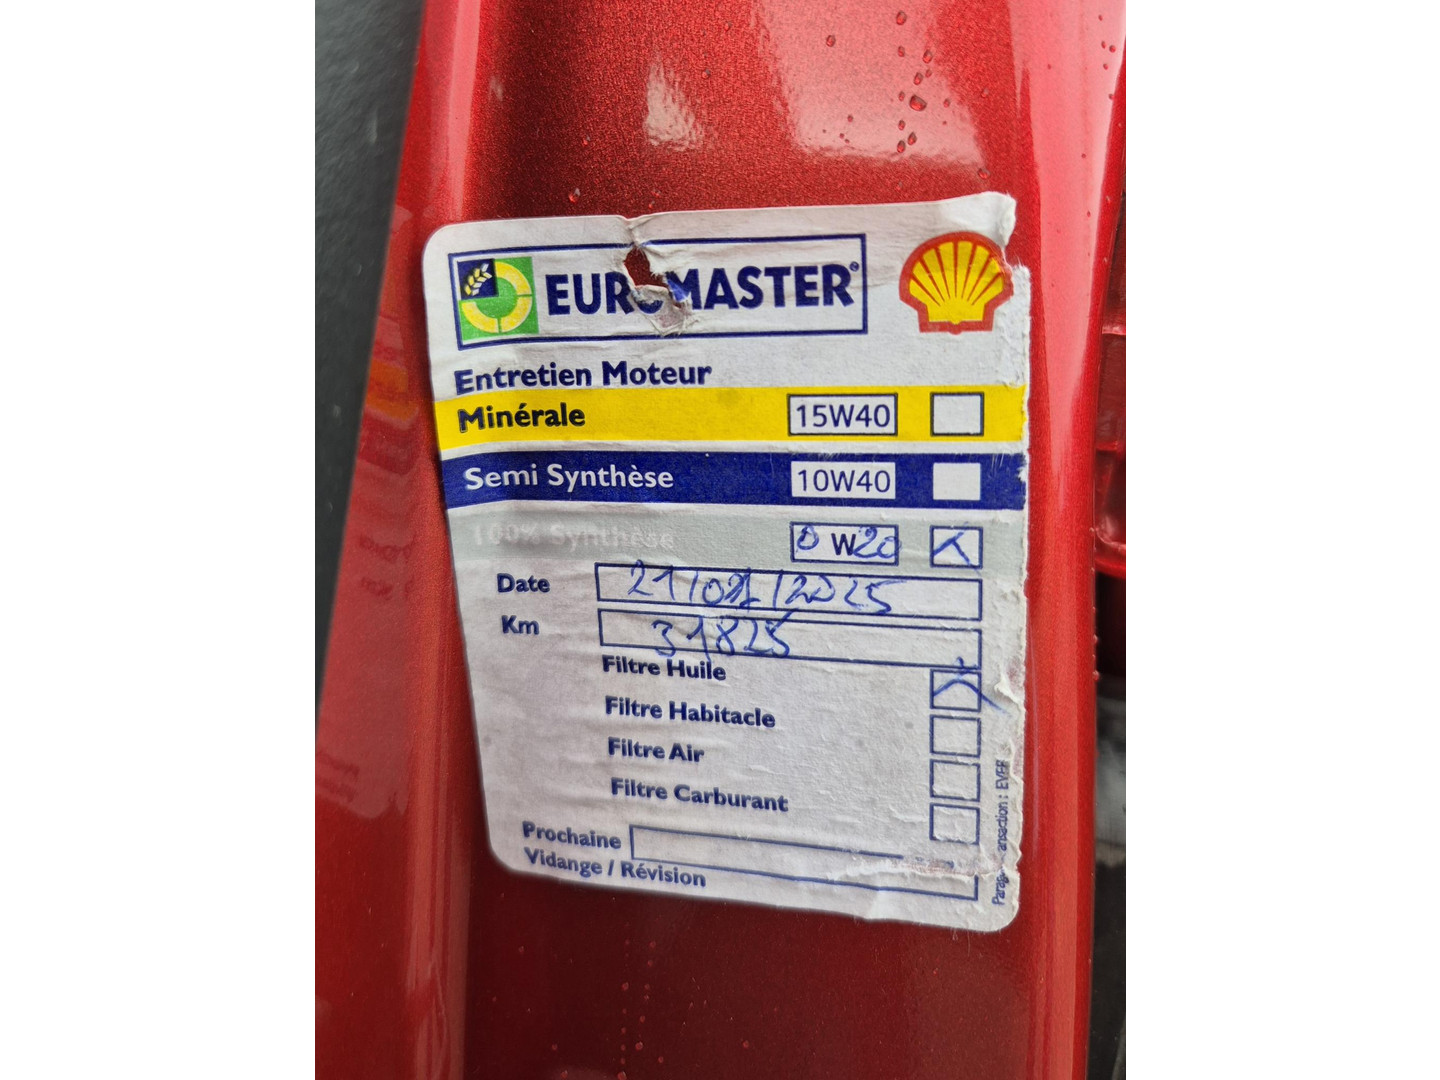 EUROMASTER
Entretien Moteur
Minérale 15W40
Semi Synthèse 10W40
100% Synthèse 0 W20
Date 21/01/2025
Km 31825
Filtre Huile
Filtre Habitacle
Filtre Air
Filtre Carburant
Prochaine
Vidange / Révision